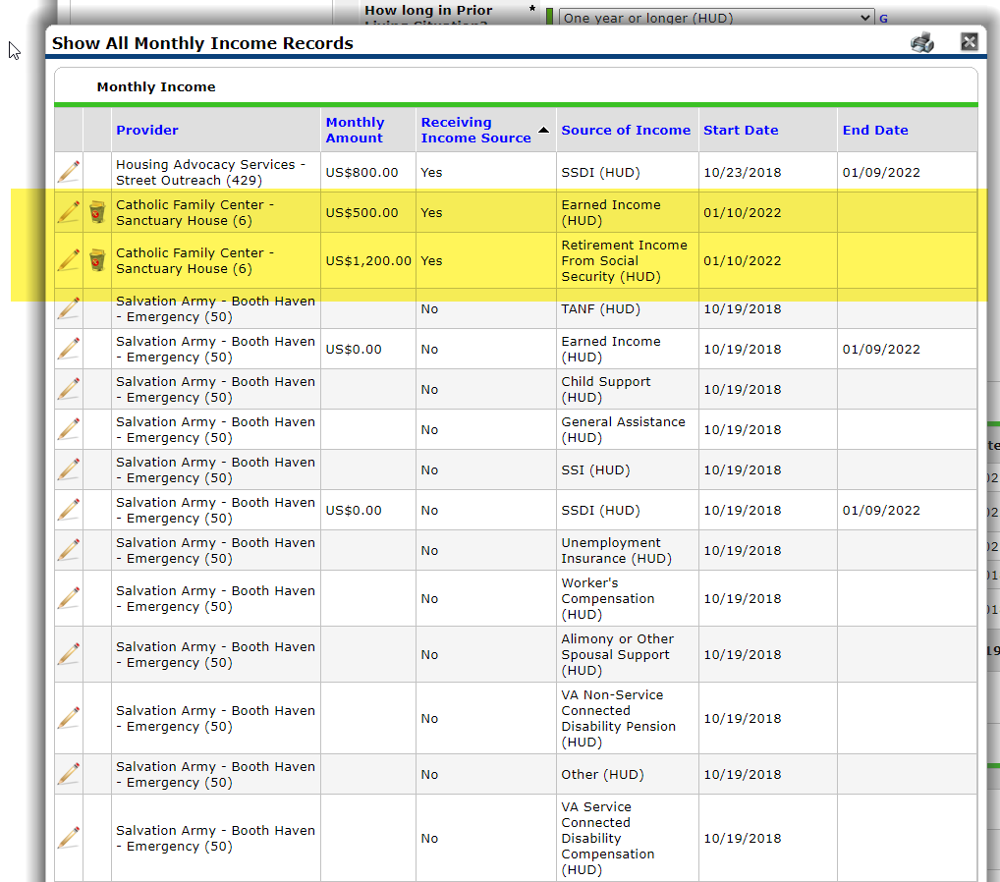 How long in Prior *
Living Situation?
One year or longer (HUD) G
Show All Monthly Income Records
Monthly Income
Provider Monthly Amount Receiving Income Source Source of Income Start Date End Date
Housing Advocacy Services - US$800.00 Yes SSDI (HUD) 10/23/2018 01/09/2022
Street Outreach (429)
Catholic Family Center - US$500.00 Yes Earned Income 01/10/2022
Sanctuary House (6) (HUD)
Catholic Family Center - US$1,200.00 Yes Retirement Income 01/10/2022
Sanctuary House (6) From Social
Security (HUD)
Salvation Army - Booth Haven No TANF (HUD) 10/19/2018
- Emergency (50)
Salvation Army - Booth Haven US$0.00 No Earned Income 10/19/2018 01/09/2022
- Emergency (50) (HUD)
Salvation Army - Booth Haven No Child Support 10/19/2018
- Emergency (50) (HUD)
Salvation Army - Booth Haven No General Assistance 10/19/2018
- Emergency (50) (HUD)
Salvation Army - Booth Haven No SSI (HUD) 10/19/2018
- Emergency (50)
Salvation Army - Booth Haven US$0.00 No SSDI (HUD) 10/19/2018 01/09/2022
- Emergency (50)
Salvation Army - Booth Haven No Unemployment 10/19/2018
- Emergency (50) Insurance (HUD)
Salvation Army - Booth Haven No Worker's 10/19/2018
- Emergency (50) Compensation
(HUD)
Salvation Army - Booth Haven No Alimony or Other 10/19/2018
- Emergency (50) Spousal Support
(HUD)
Salvation Army - Booth Haven No VA Non-Service 10/19/2018
- Emergency (50) Connected
Disability Pension
(HUD)
Salvation Army - Booth Haven No Other (HUD) 10/19/2018
- Emergency (50)
Salvation Army - Booth Haven No VA Service 10/19/2018
- Emergency (50) Connected
Disability
Compensation
(HUD)